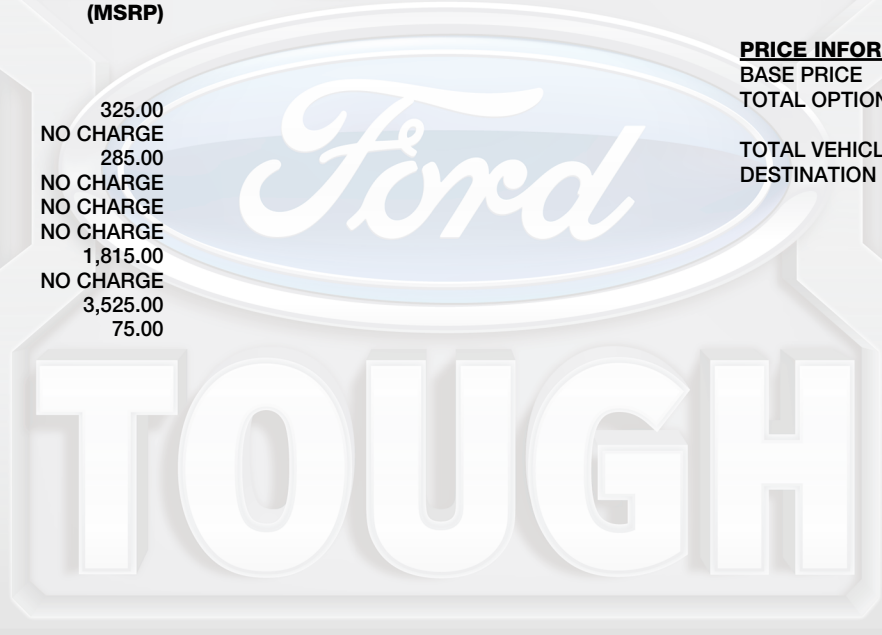 (MSRP)
325.00
NO CHARGE
285.00
NO CHARGE
NO CHARGE
NO CHARGE
1,815.00
NO CHARGE
3,525.00
75.00
PRICE INFOR
BASE PRICE
TOTAL OPTION
TOTAL VEHICL
DESTINATION
Ford
TOUGH